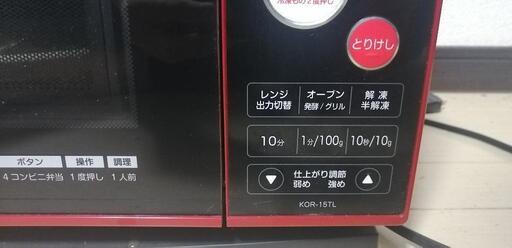 冷凍もの2度押し
とりけし
レンジ オーブン 解凍
出力切替 発酵/グリル 半解凍
10分 1分/100g 10秒/10g
仕上がり調節
弱め 強め
KOR-15TL
ボタン 操作 調理
4コンビニ弁当 1度押し 1人前